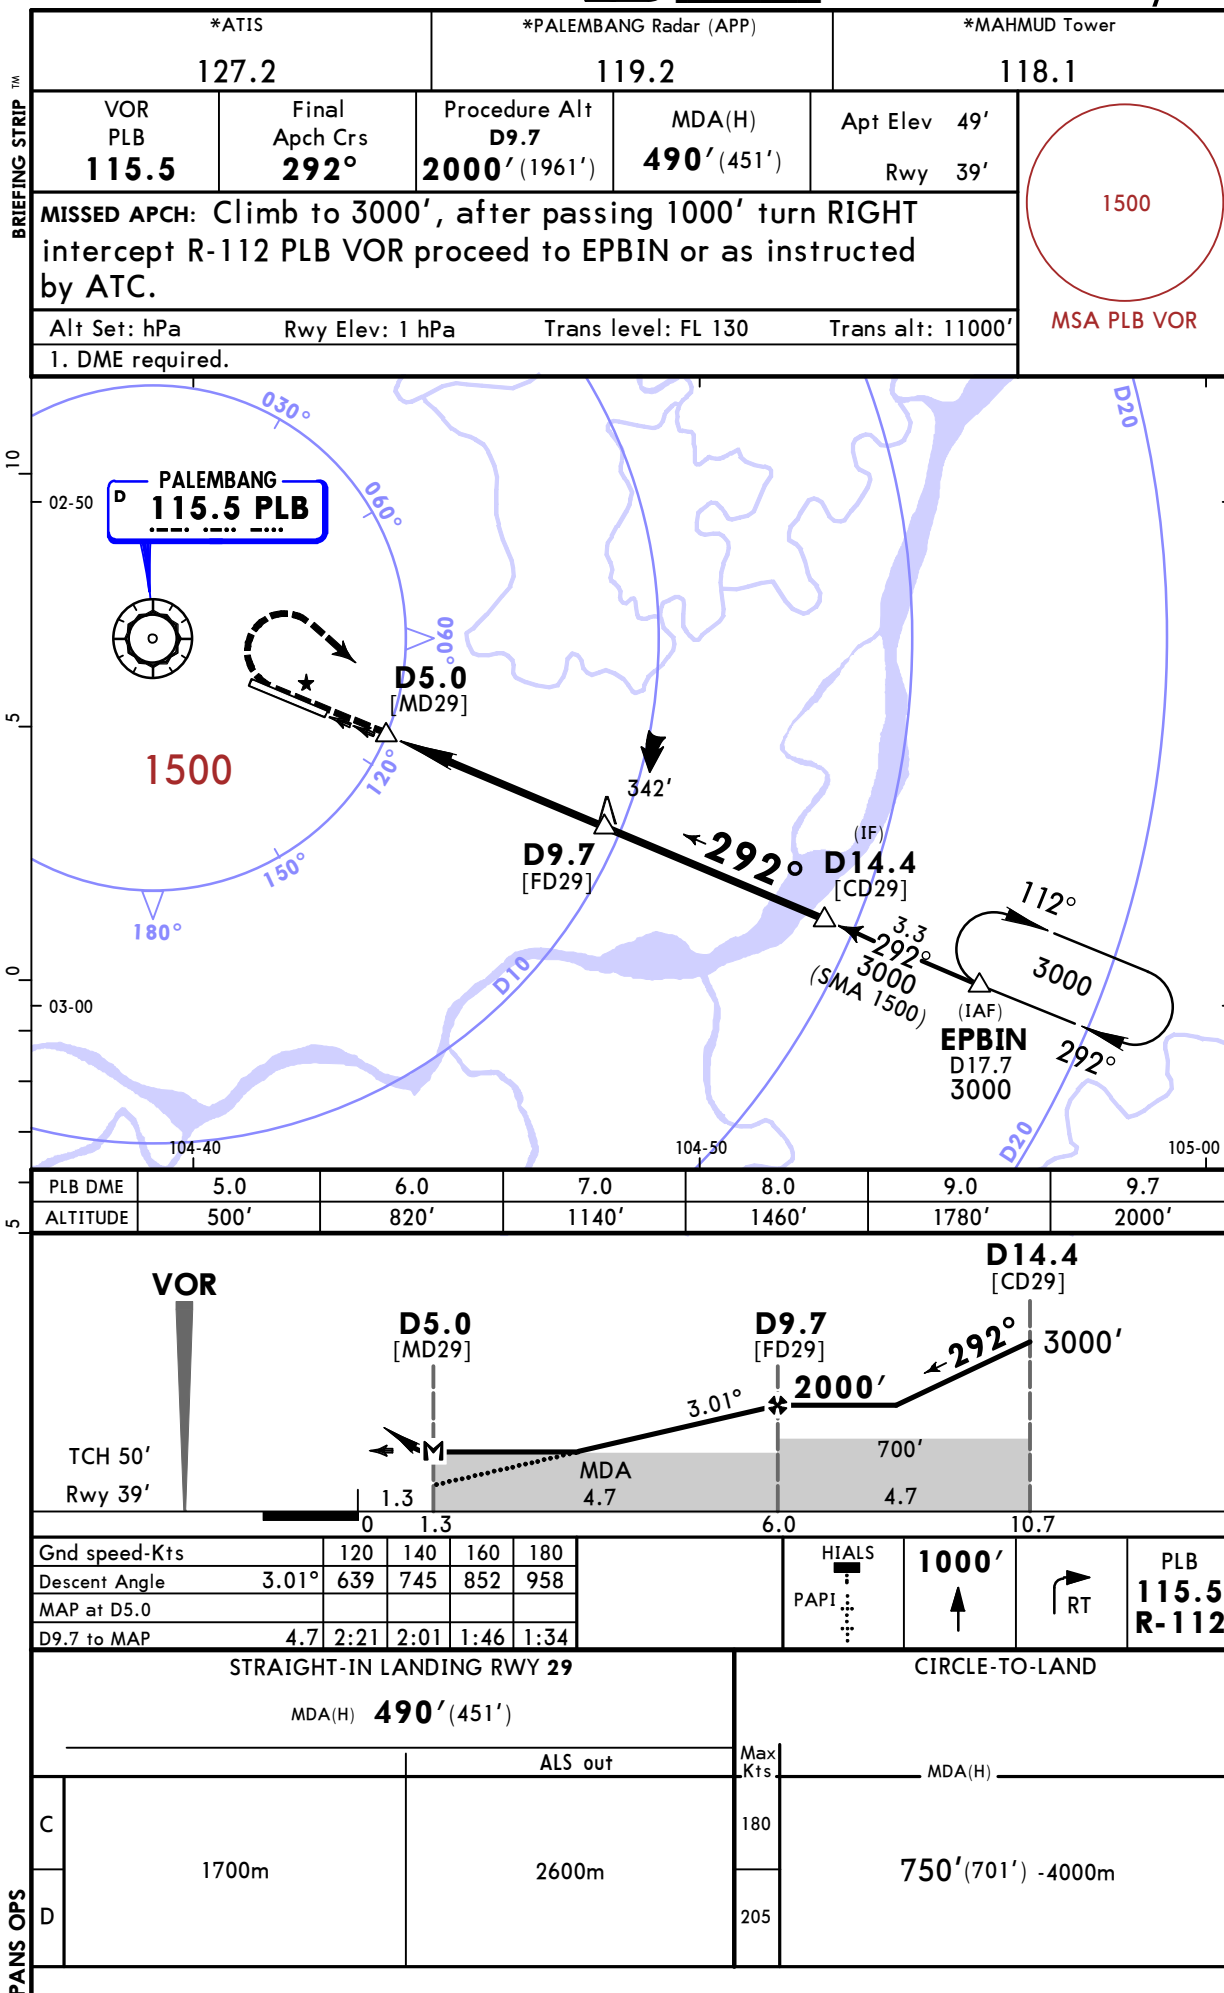 *ATIS
127.2
*PALEMBANG Radar (APP)
119.2
*MAHMUD Tower
118.1
BRIEFING STRIP ™
VOR
PLB
115.5
Final
Apch Crs
292°
Procedure Alt
D9.7
2000' (1961')
MDA(H)
490' (451')
Apt Elev 49'
Rwy 39'
1500
MSA PLB VOR
MISSED APCH: Climb to 3000', after passing 1000' turn RIGHT
intercept R-112 PLB VOR proceed to EPBIN or as instructed
by ATC.
Alt Set: hPa Rwy Elev: 1 hPa Trans level: FL 130 Trans alt: 11000'
1. DME required.
030°
D20
10
02-50
PALEMBANG
D 115.5 PLB
060°
090°
D5.0
[MD29]
5
1500
120°
342'
D9.7
[FD29]
292°
(IF)
D14.4
[CD29]
150°
180°
112°
3.3
292°
3000
(SMA 1500)
3000
D10
0
03-00
(IAF)
EPBIN
D17.7
3000
292°
D20
104-40
104-50
105-00
5
PLB DME 5.0 6.0 7.0 8.0 9.0 9.7
ALTITUDE 500' 820' 1140' 1460' 1780' 2000'
VOR
D14.4
[CD29]
D5.0
[MD29]
D9.7
[FD29]
292°
3000'
2000'
3.01°
M
TCH 50'
Rwy 39'
700'
MDA
1.3 4.7 4.7
0 1.3 6.0 10.7
Gnd speed-Kts 120 140 160 180
Descent Angle 3.01° 639 745 852 958
MAP at D5.0
D9.7 to MAP 4.7 2:21 2:01 1:46 1:34
HIALS
PAPI
1000'
RT
PLB
115.5
R-112
STRAIGHT-IN LANDING RWY 29
MDA(H) 490' (451')
ALS out
CIRCLE-TO-LAND
Max
Kts
MDA(H)
C
180
1700m
2600m
750' (701') -4000m
D
205
PANS OPS